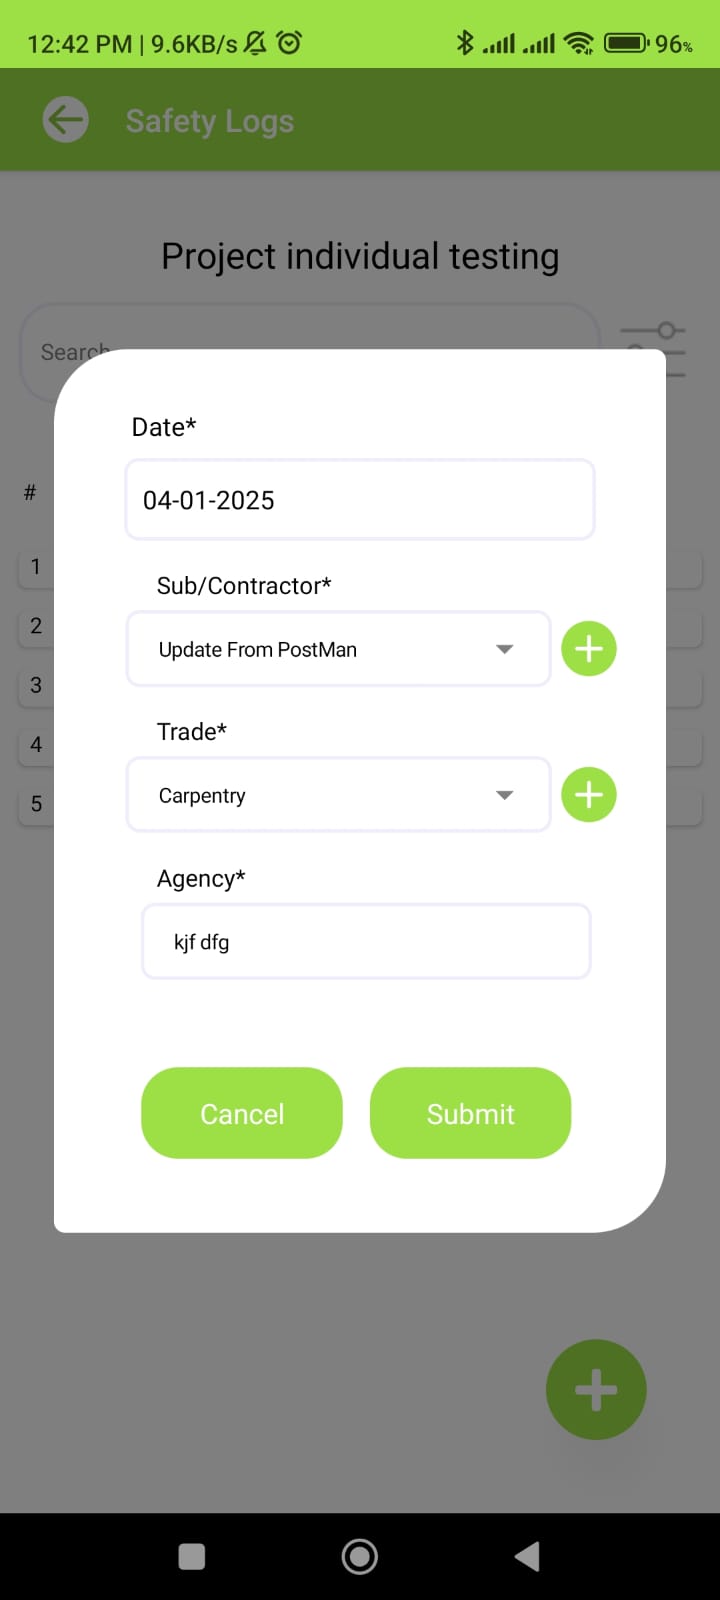 12:42 PM | 9.6KB/s 96%
Safety Logs
Project individual testing
Search
Date*
#
04-01-2025
1
Sub/Contractor*
2
Update From PostMan
3
Trade*
4
Carpentry
5
Agency*
kjf dfg
Cancel Submit